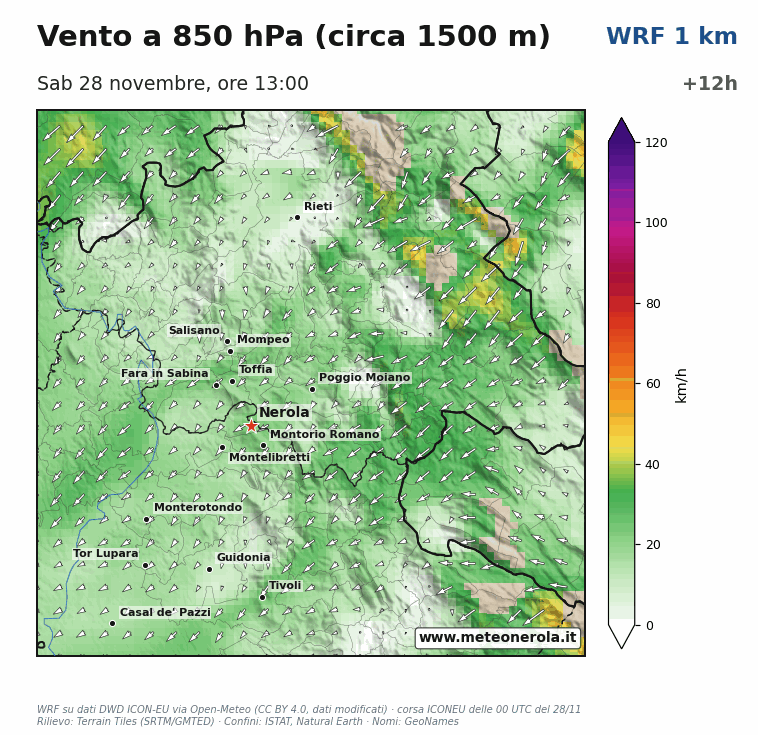 Vento a 850 hPa (circa 1500 m)
WRF 1 km
Sab 28 novembre, ore 13:00
+12h
Rieti
Salisano
Mompeo
Fara in Sabina
Toffia
Poggio Moiano
Nerola
Montorio Romano
Montelibretti
Monterotondo
Tor Lupara
Guidonia
Tivoli
Casal de' Pazzi
www.meteonerola.it
120
100
80
60
40
20
0
km/h
WRF su dati DWD ICON-EU via Open-Meteo (CC BY 4.0, dati modificati) · corsa ICONEU delle 00 UTC del 28/11
Rilievo: Terrain Tiles (SRTM/GMTED) · Confini: ISTAT, Natural Earth · Nomi: GeoNames